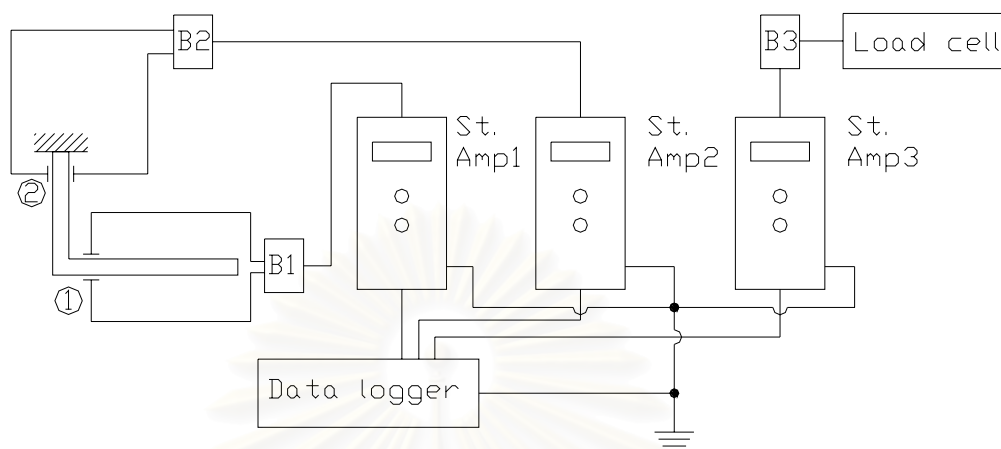 B2
B3
Load cell
St.
Amp1
St.
Amp2
St.
Amp3
2
B1
1
Data logger